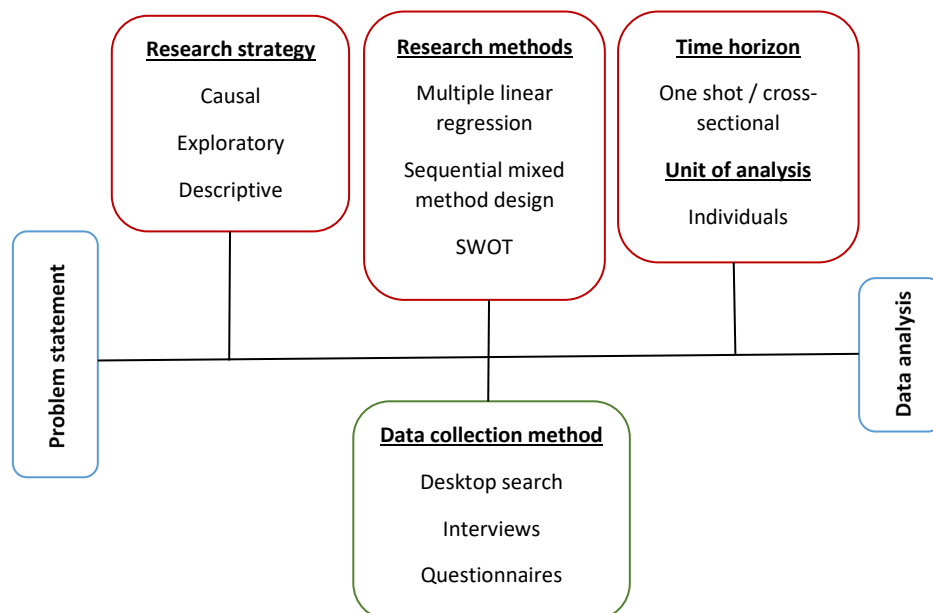 Research strategy
Causal
Exploratory
Descriptive
Research methods
Multiple linear
regression
Sequential mixed
method design
SWOT
Time horizon
One shot / cross-
sectional
Unit of analysis
Individuals
Problem statement
Data analysis
Data collection method
Desktop search
Interviews
Questionnaires